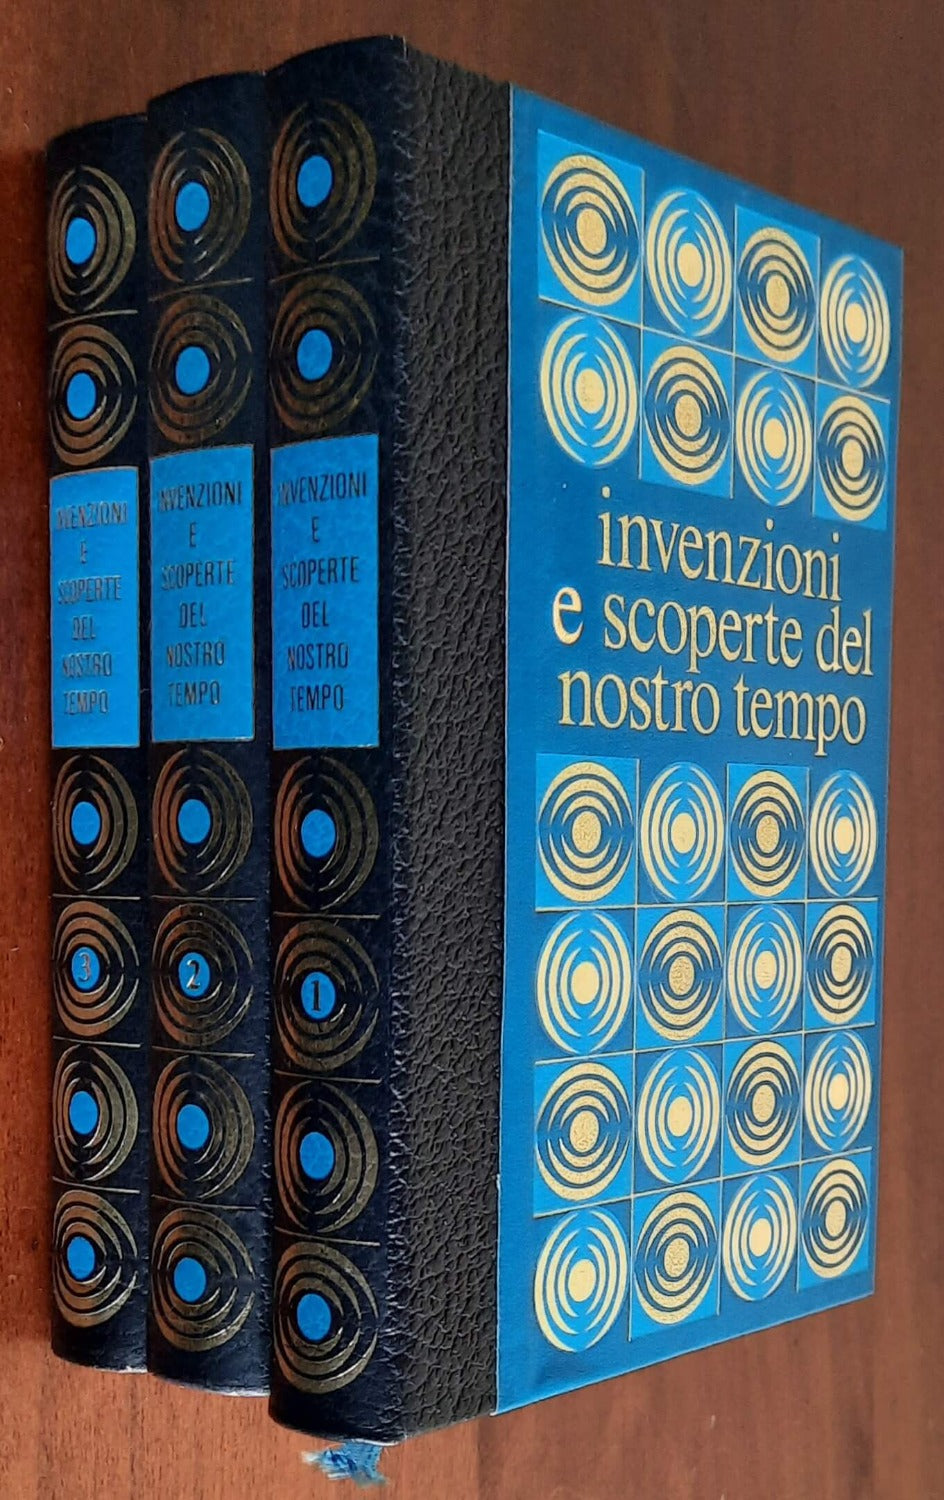 INVENZIONI
E
SCOPERTE
DEL
NOSTRO
TEMPO
3
INVENZIONI
E
SCOPERTE
DEL
NOSTRO
TEMPO
2
INVENZIONI
E
SCOPERTE
DEL
NOSTRO
TEMPO
1
invenzioni
e scoperte del
nostro tempo